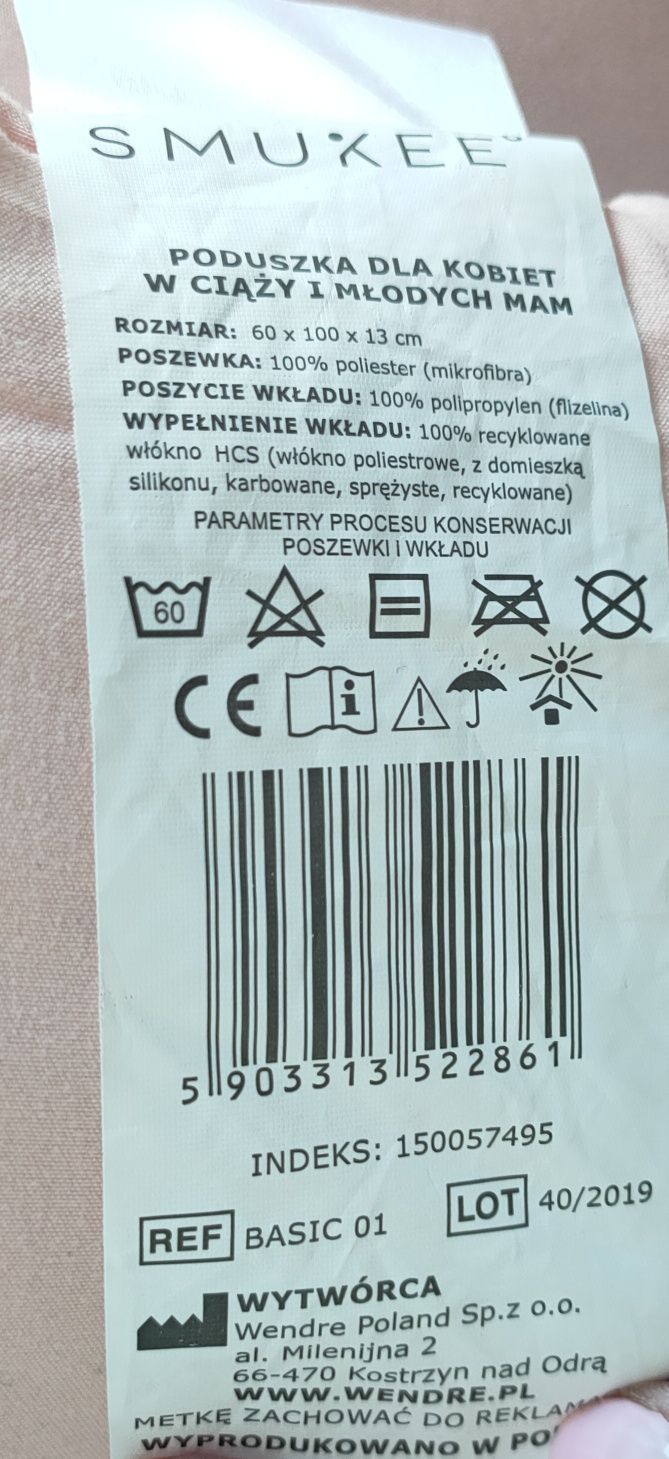 SMUKEE
PODUSZKA DLA KOBIET
W CIĄŻY I MŁODYCH MAM
ROZMIAR: 60 x 100 x 13 cm
POSZEWKA: 100% poliester (mikrofibra)
POSZYCIE WKŁADU: 100% polipropylen (flizelina)
WYPEŁNIENIE WKŁADU: 100% recyklowane
włókno HCS (włókno poliestrowe, z domieszką
silikonu, karbowane, sprężyste, recyklowane)
PARAMETRY PROCESU KONSERWACJI
POSZEWKI I WKŁADU
60
CE i
5 903313 522861
INDEKS: 150057495
REF BASIC 01 LOT 40/2019
WYTWÓRCA
Wendre Poland Sp.z o.o.
al. Milenijna 2
66-470 Kostrzyn nad Odrą
WWW.WENDRE.PL
METKĘ ZACHOWAĆ DO
WYPRODUKOWANO W